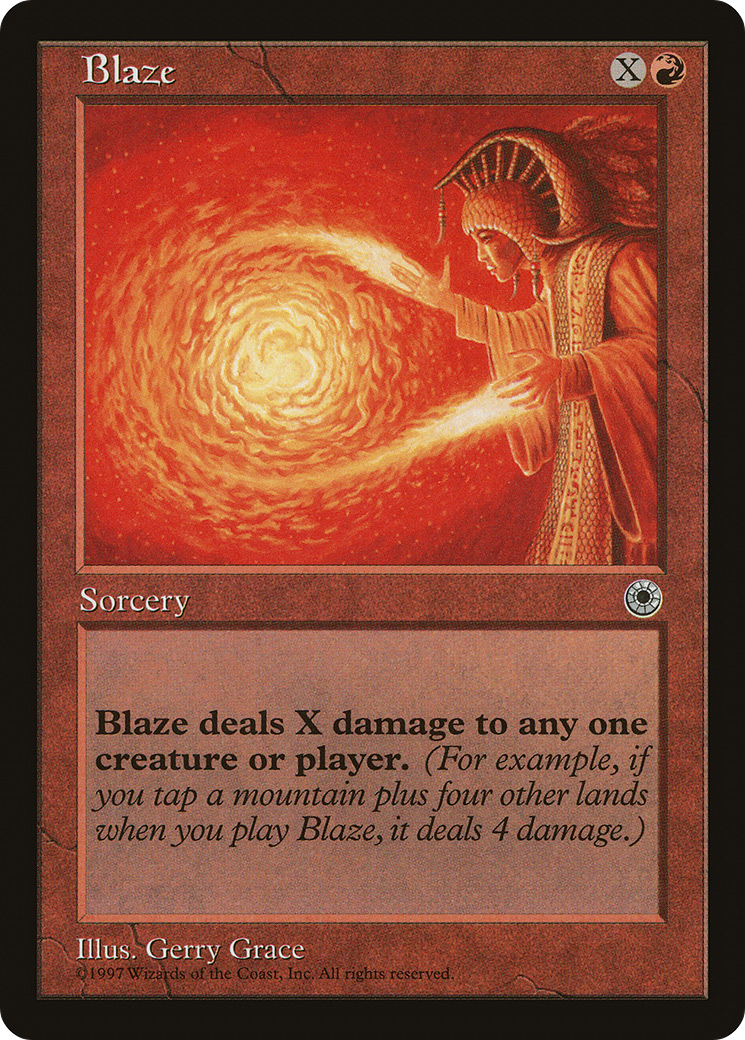 Blaze X
Sorcery
Blaze deals X damage to any one
creature or player. (For example, if
you tap a mountain plus four other lands
when you play Blaze, it deals 4 damage.)
Illus. Gerry Grace
©1997 Wizards of the Coast, Inc. All rights reserved.